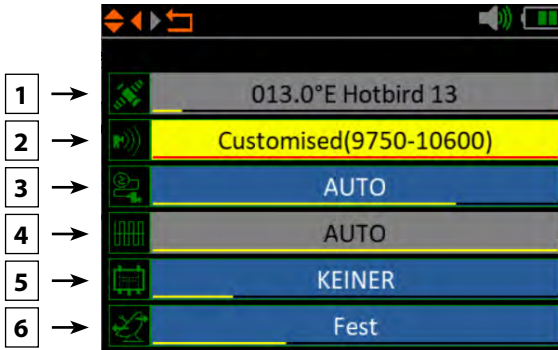 1 013.0°E Hotbird 13
2 Customised(9750-10600)
3 AUTO
4 AUTO
5 KEINER
6 Fest